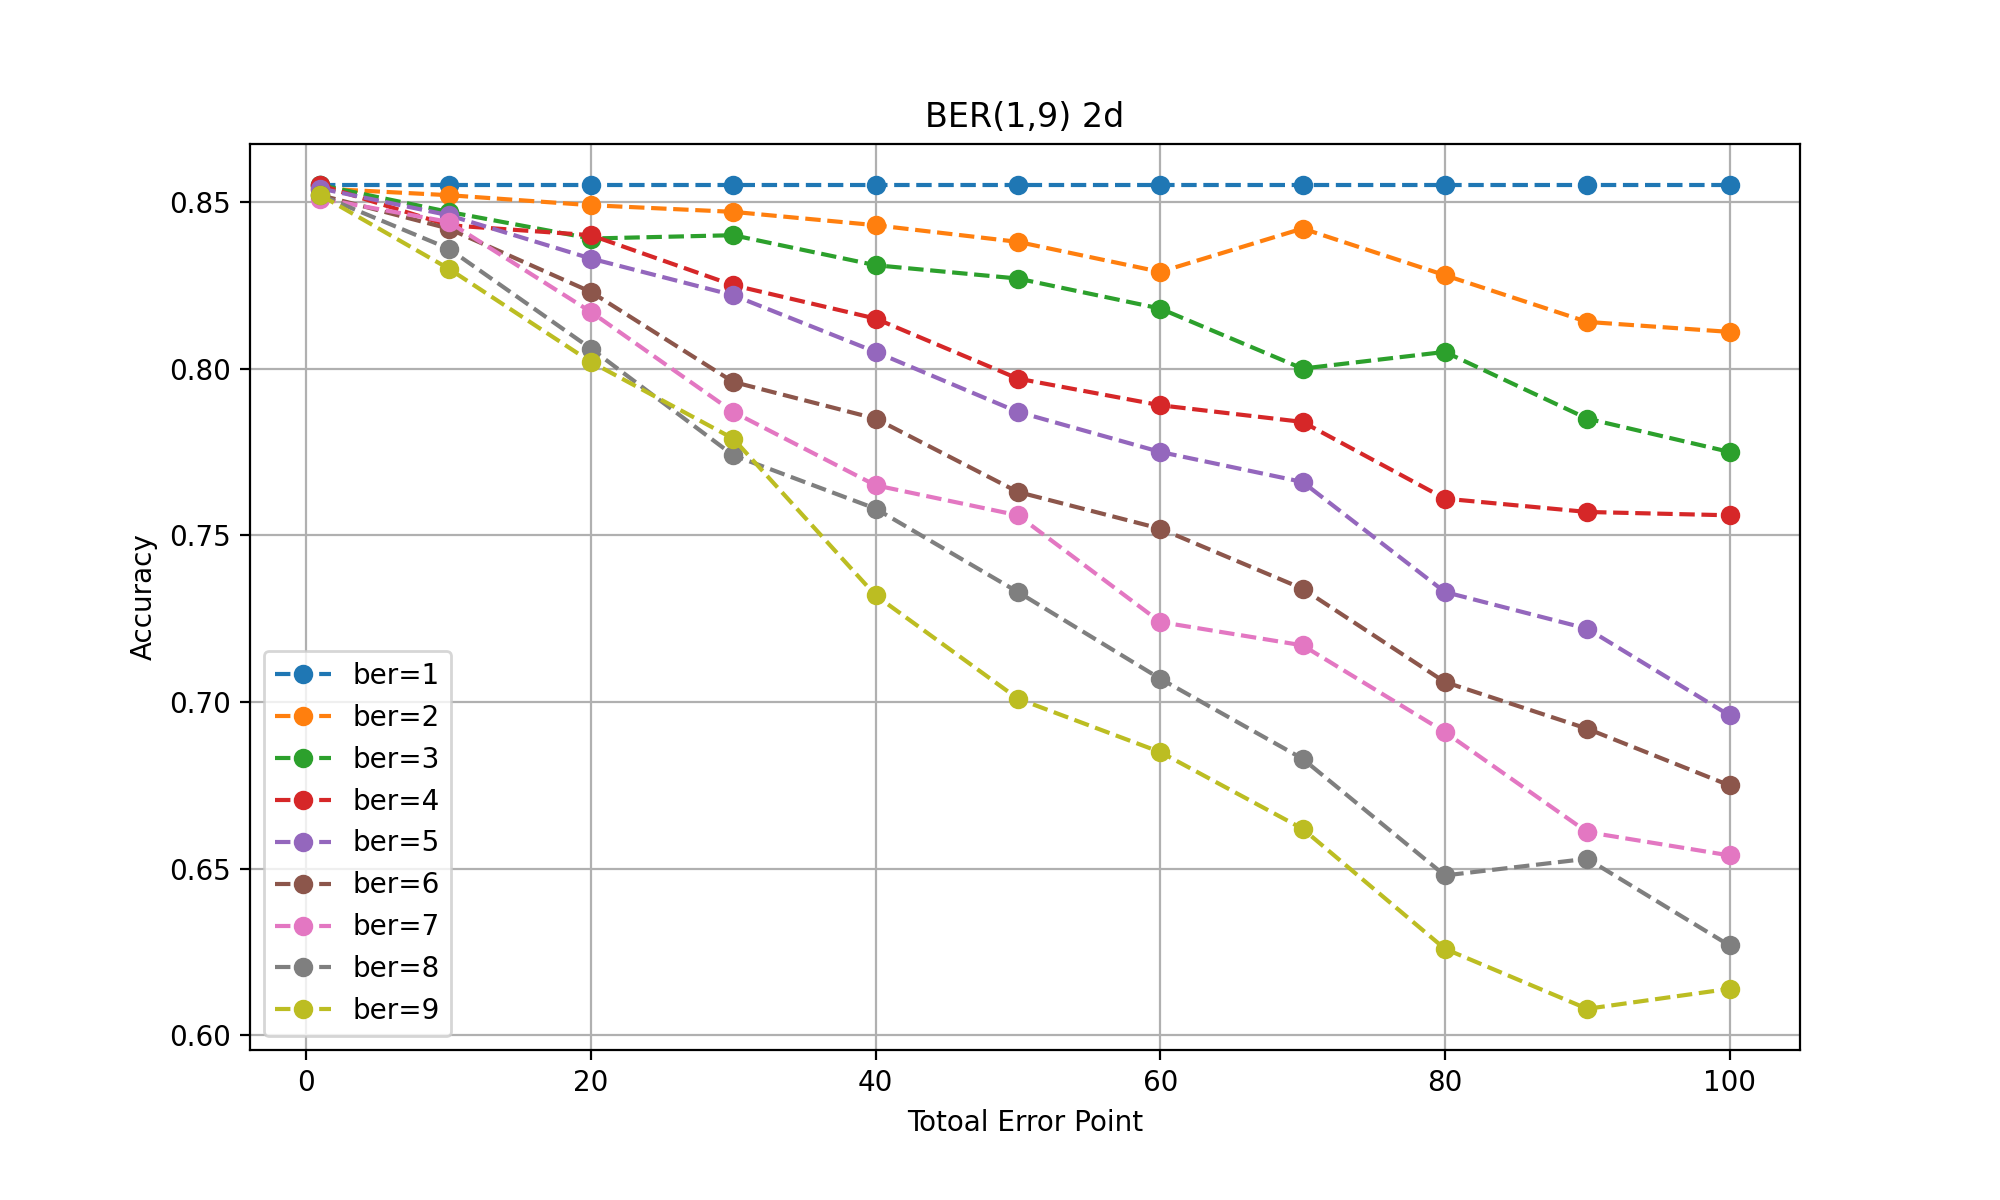 BER(1,9) 2d
Accuracy
0.85
0.80
0.75
0.70
0.65
0.60
ber=1
ber=2
ber=3
ber=4
ber=5
ber=6
ber=7
ber=8
ber=9
0 20 40 60 80 100
Totoal Error Point